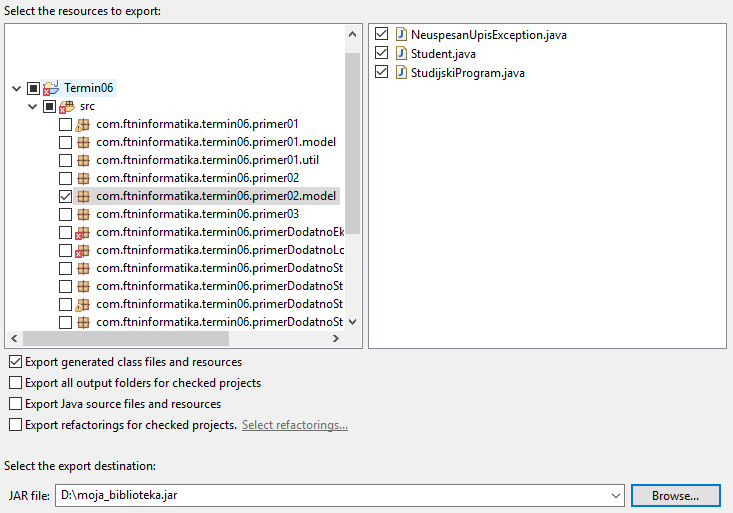 Select the resources to export:
Termin06
src
com.ftninformatika.termin06.primer01
com.ftninformatika.termin06.primer01.model
com.ftninformatika.termin06.primer01.util
com.ftninformatika.termin06.primer02
com.ftninformatika.termin06.primer02.model
com.ftninformatika.termin06.primer03
com.ftninformatika.termin06.primerDodatnoEk
com.ftninformatika.termin06.primerDodatnoLc
com.ftninformatika.termin06.primerDodatnoSt
com.ftninformatika.termin06.primerDodatnoSt
com.ftninformatika.termin06.primerDodatnoSt
com.ftninformatika.termin06.primerDodatnoSt
NeuspesanUpisException.java
Student.java
StudijskiProgram.java
Export generated class files and resources
Export all output folders for checked projects
Export Java source files and resources
Export refactorings for checked projects. Select refactorings...
Select the export destination:
JAR file: D:\moja_biblioteka.jar Browse...